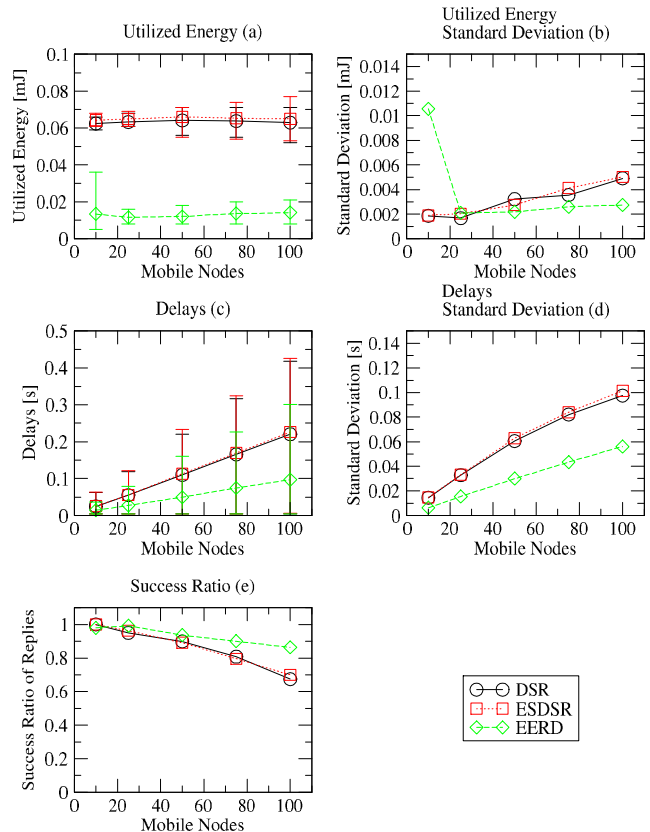 Utilized Energy (a)
0.1
0.08
0.06
0.04
0.02
0
Utilized Energy [mJ]
0 20 40 60 80 100
Mobile Nodes
Utilized Energy
Standard Deviation (b)
0.014
0.012
0.01
0.008
0.006
0.004
0.002
0
Standard Deviation [mJ]
0 20 40 60 80 100
Mobile Nodes
Delays (c)
0.5
0.4
0.3
0.2
0.1
0
Delays [s]
0 20 40 60 80 100
Mobile Nodes
Delays
Standard Deviation (d)
0.14
0.12
0.1
0.08
0.06
0.04
0.02
0
Standard Deviation [s]
0 20 40 60 80 100
Mobile Nodes
Success Ratio (e)
1
0.8
0.6
0.4
0.2
0
Success Ratio of Replies
0 20 40 60 80 100
Mobile Nodes
DSR
ESDSR
EERD